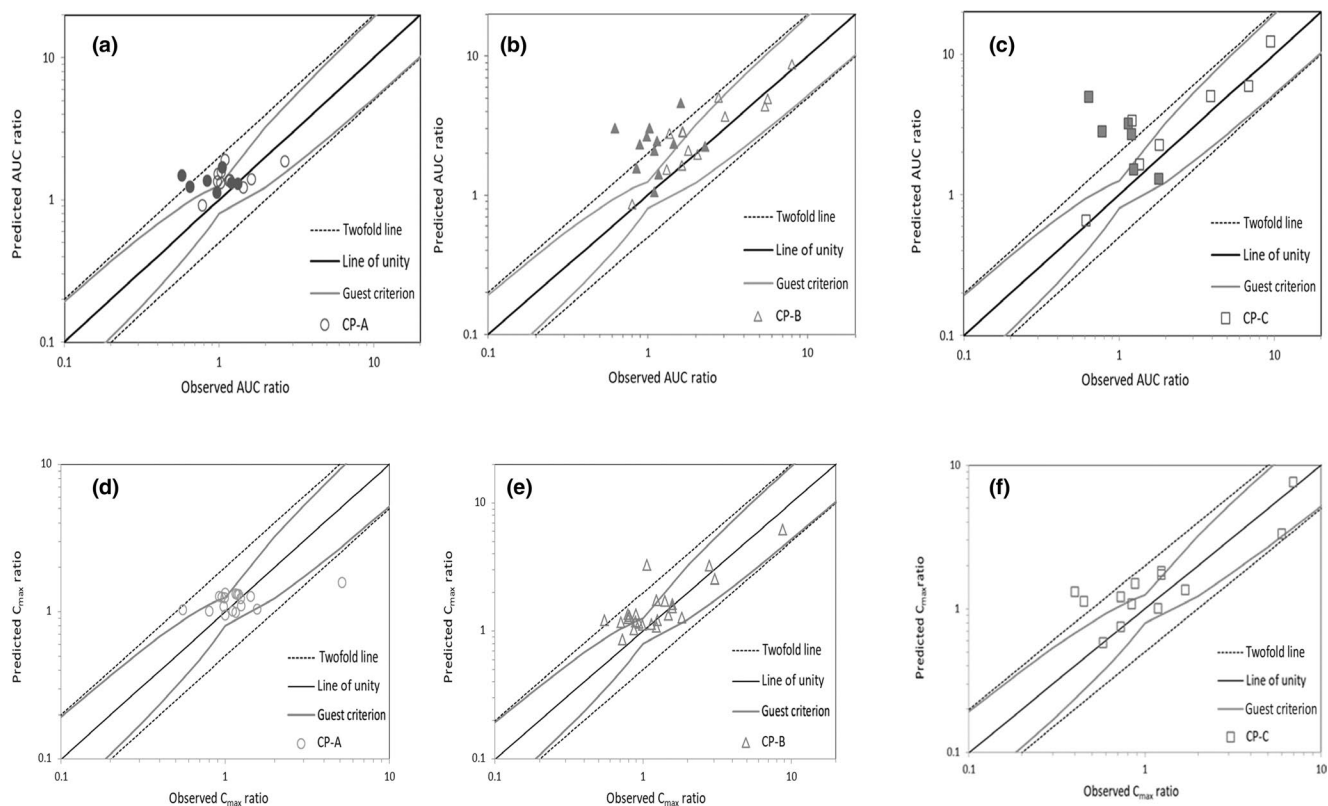 (a)
Predicted AUC ratio
10
1
0.1
0.1
1
10
Observed AUC ratio
Twofold line
Line of unity
Guest criterion
CP-A
(b)
Predicted AUC ratio
10
1
0.1
0.1
1
10
Observed AUC ratio
Twofold line
Line of unity
Guest criterion
CP-B
(c)
Predicted AUC ratio
10
1
0.1
0.1
1
10
Observed AUC ratio
Twofold line
Line of unity
Guest criterion
CP-C
(d)
Predicted Cmax ratio
10
1
0.1
0.1
1
10
Observed Cmax ratio
Twofold line
Line of unity
Guest criterion
CP-A
(e)
Predicted Cmax ratio
10
1
0.1
0.1
1
10
Observed Cmax ratio
Twofold line
Line of unity
Guest criterion
CP-B
(f)
Predicted Cmax ratio
10
1
0.1
0.1
1
10
Observed Cmax ratio
Twofold line
Line of unity
Guest criterion
CP-C